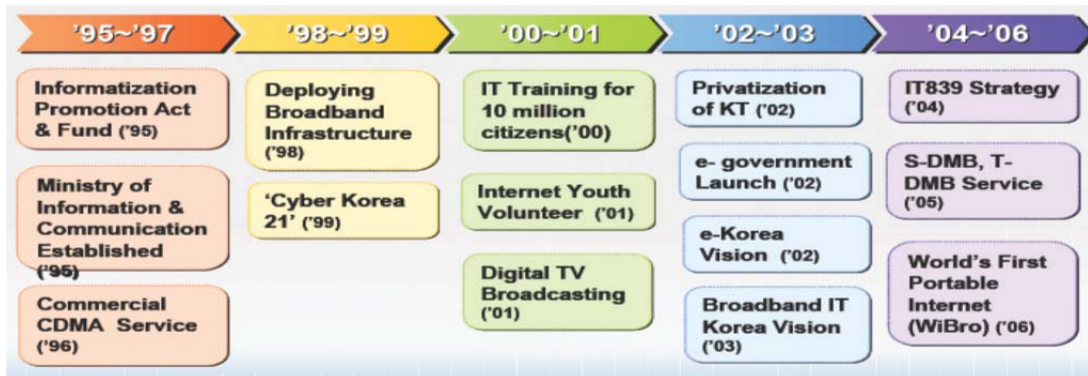 '95~'97
'98~'99
'00~'01
'02~'03
'04~'06
Informatization
Promotion Act
& Fund ('95)
Ministry of
Information &
Communication
Established
('95)
Commercial
CDMA Service
('96)
Deploying
Broadband
Infrastructure
('98)
'Cyber Korea
21' ('99)
IT Training for
10 million
citizens('00)
Internet Youth
Volunteer ('01)
Digital TV
Broadcasting
('01)
Privatization
of KT ('02)
e- government
Launch ('02)
e-Korea
Vision ('02)
Broadband IT
Korea Vision
('03)
IT839 Strategy
('04)
S-DMB, T-
DMB Service
('05)
World's First
Portable
Internet
(WiBro) ('06)